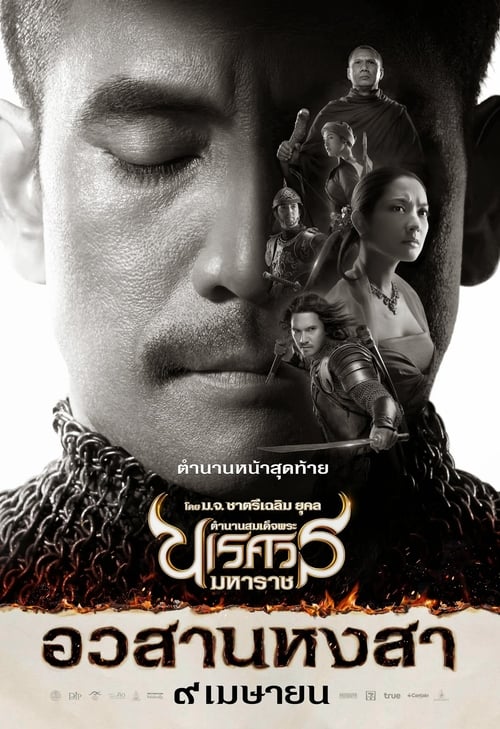 ตำนานหน้าสุดท้าย
โดย ม.จ. ชาตรีเฉลิม ยุคล
ตำนานสมเด็จพระ
นเรศวร
มหาราช
อวสานหงสา
๙ เมษายน
true